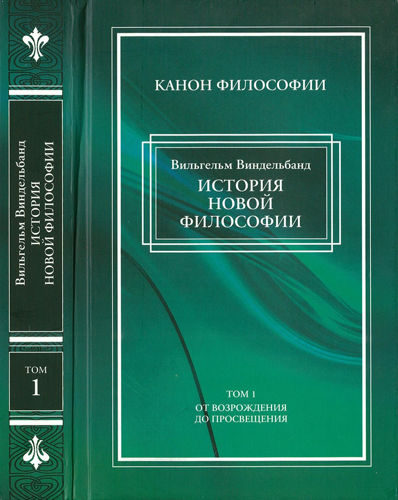 Вильгельм Виндельбанд
ИСТОРИЯ
НОВОЙ ФИЛОСОФИИ
ТОМ
1
КАНОН ФИЛОСОФИИ
Вильгельм Виндельбанд
ИСТОРИЯ
НОВОЙ
ФИЛОСОФИИ
ТОМ 1
ОТ ВОЗРОЖДЕНИЯ
ДО ПРОСВЕЩЕНИЯ